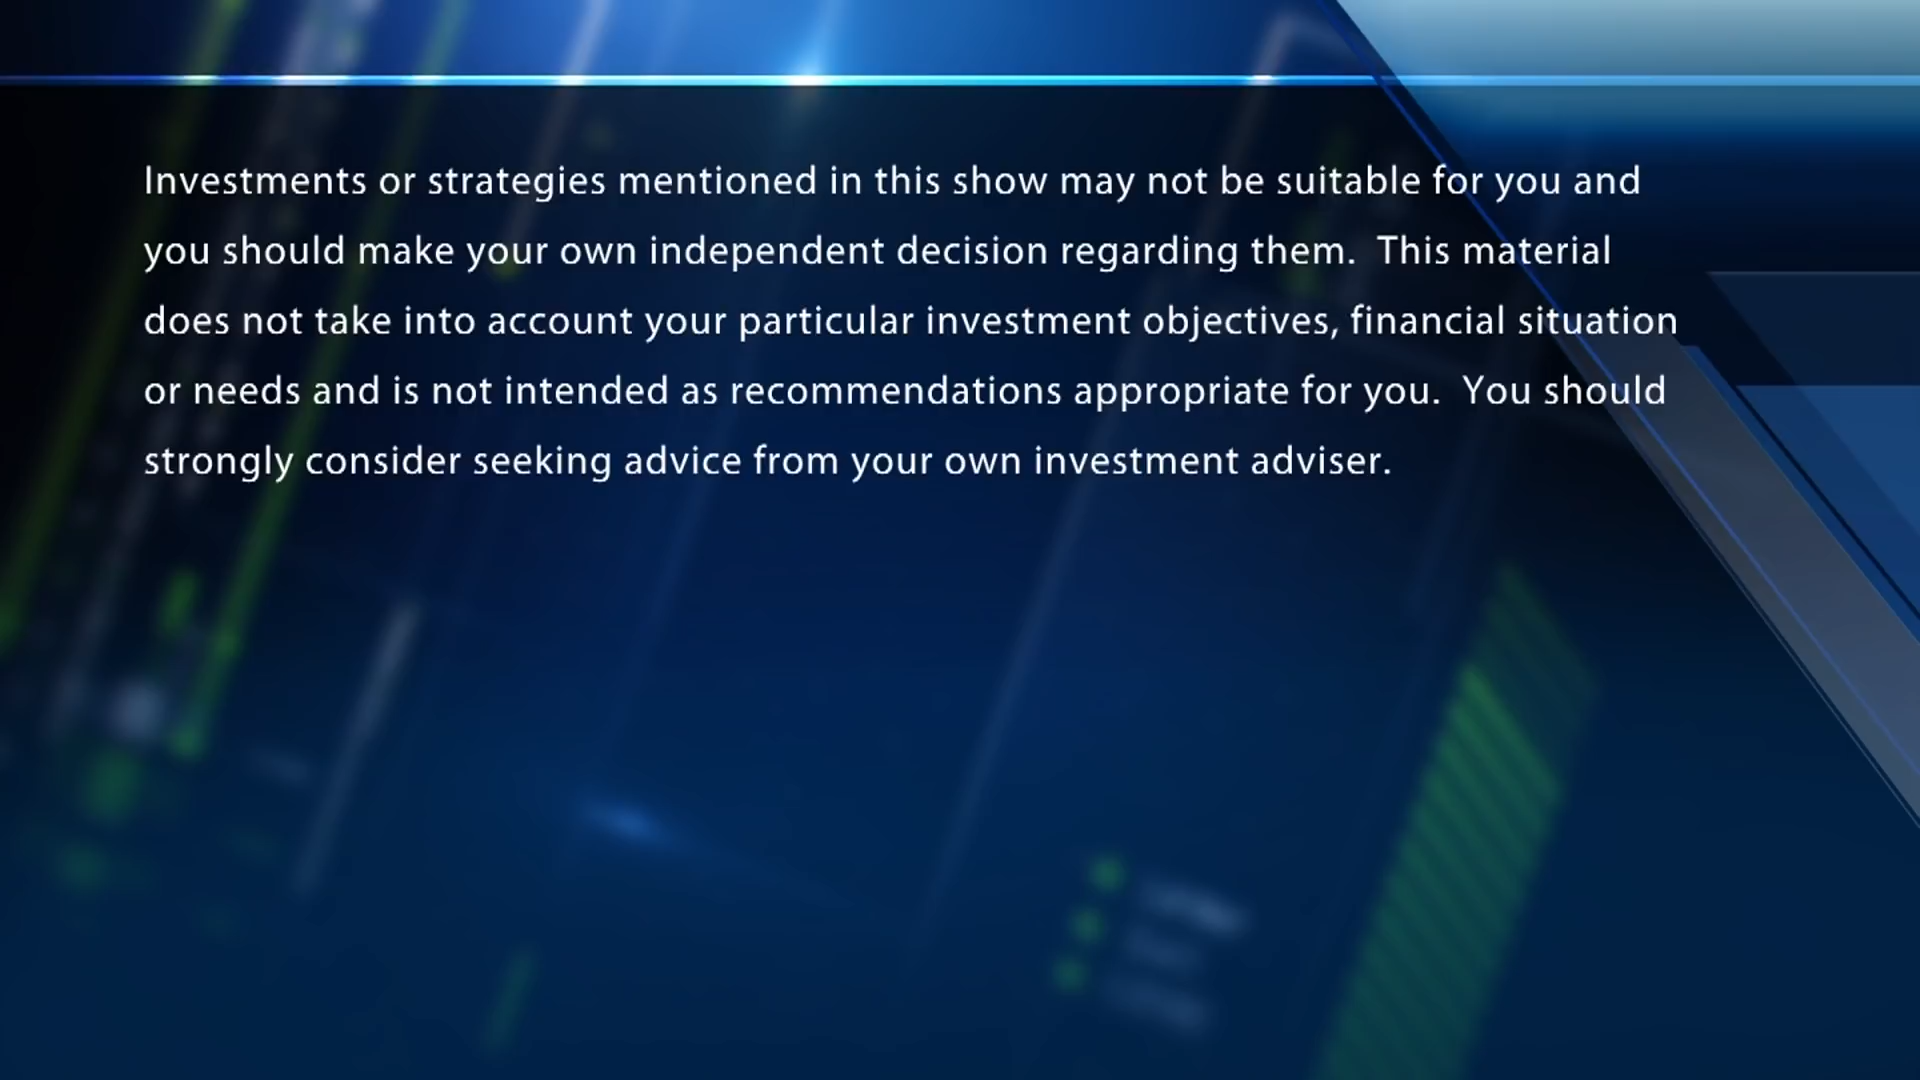 Investments or strategies mentioned in this show may not be suitable for you and
you should make your own independent decision regarding them.  This material
does not take into account your particular investment objectives, financial situation
or needs and is not intended as recommendations appropriate for you.  You should
strongly consider seeking advice from your own investment adviser.